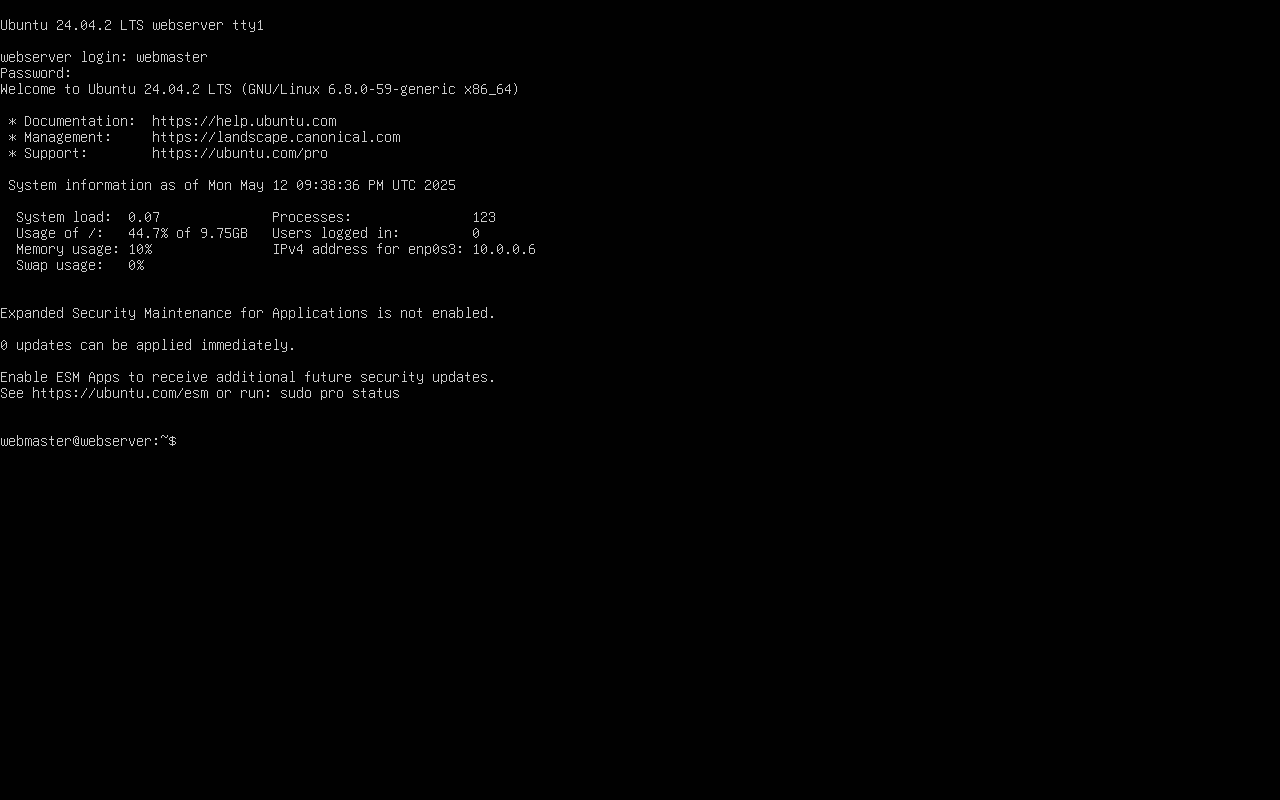 Ubuntu 24.04.2 LTS webserver tty1
webserver login: webmaster
Password:
Welcome to Ubuntu 24.04.2 LTS (GNU/Linux 6.8.0-59-generic x86_64)
* Documentation:  https://help.ubuntu.com
* Management:     https://landscape.canonical.com
* Support:        https://ubuntu.com/pro
System information as of Mon May 12 09:38:36 PM UTC 2025
System load:  0.07              Processes:               123
Usage of /:   44.7% of 9.75GB   Users logged in:         0
Memory usage: 10%               IPv4 address for enp0s3: 10.0.0.6
Swap usage:   0%
Expanded Security Maintenance for Applications is not enabled.
0 updates can be applied immediately.
Enable ESM Apps to receive additional future security updates.
See https://ubuntu.com/esm or run: sudo pro status
webmaster@webserver:~$